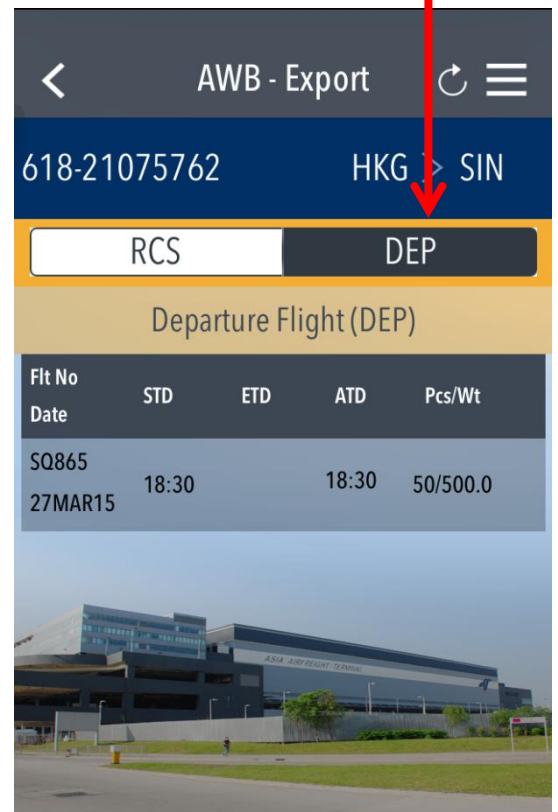 AWB - Export
618-21075762 HKG > SIN
RCS DEP
Departure Flight (DEP)
Flt No
Date STD ETD ATD Pcs/Wt
SQ865
27MAR15 18:30 18:30 50/500.0
ASIA AIRFREIGHT TERMINAL